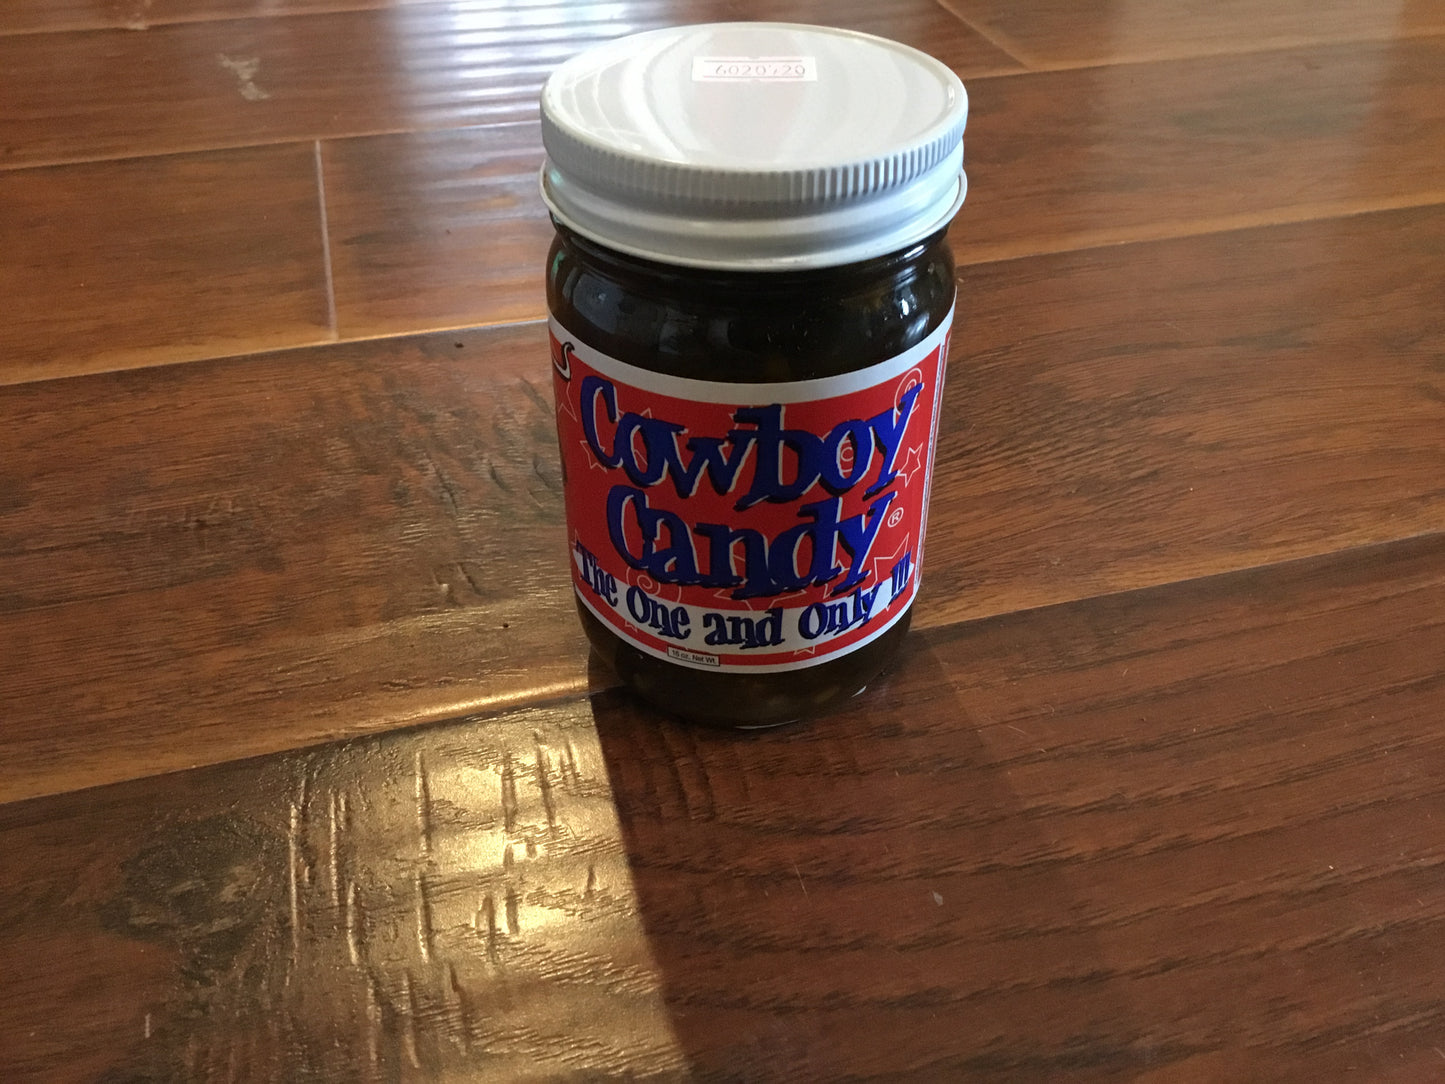 6020720
Cowboy
Candy®
The One and Only !!!
16 oz. Net Wt.